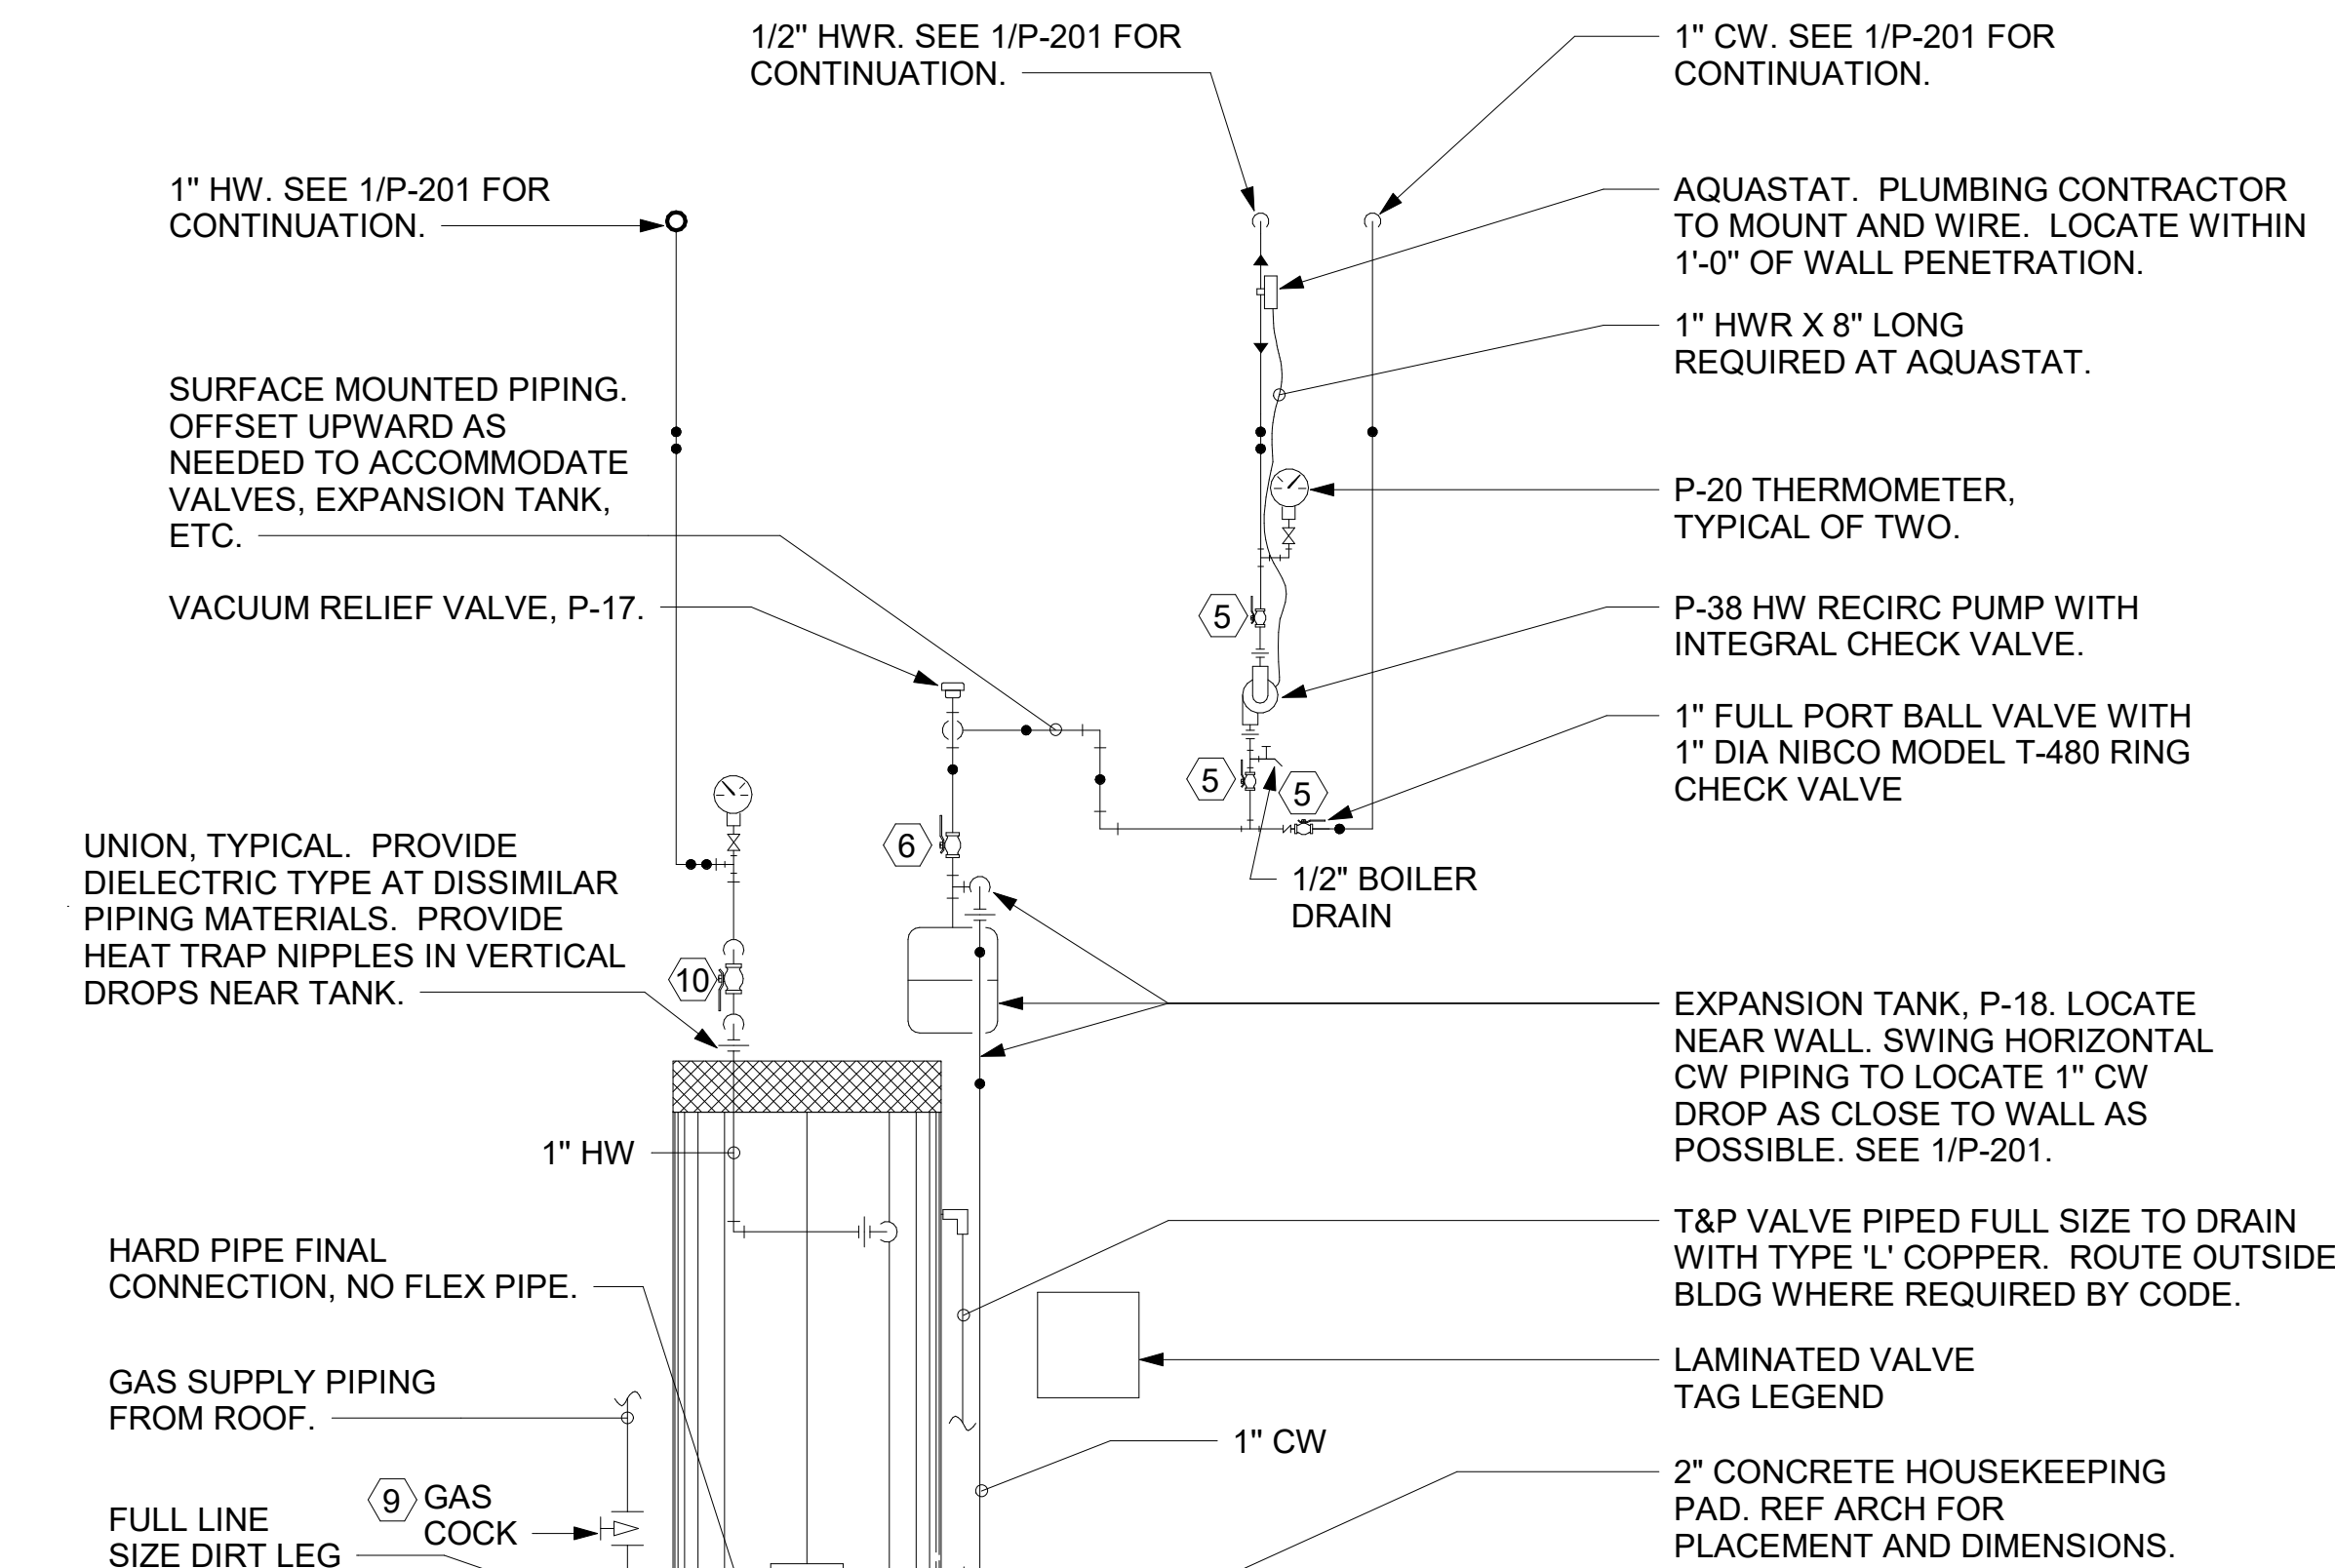 1/2" HWR. SEE 1/P-201 FOR
CONTINUATION.
1" CW. SEE 1/P-201 FOR
CONTINUATION.
1" HW. SEE 1/P-201 FOR
CONTINUATION.
AQUASTAT. PLUMBING CONTRACTOR
TO MOUNT AND WIRE. LOCATE WITHIN
1'-0" OF WALL PENETRATION.
1" HWR X 8" LONG
REQUIRED AT AQUASTAT.
SURFACE MOUNTED PIPING.
OFFSET UPWARD AS
NEEDED TO ACCOMMODATE
VALVES, EXPANSION TANK,
ETC.
P-20 THERMOMETER,
TYPICAL OF TWO.
VACUUM RELIEF VALVE, P-17.
5
P-38 HW RECIRC PUMP WITH
INTEGRAL CHECK VALVE.
1" FULL PORT BALL VALVE WITH
1" DIA NIBCO MODEL T-480 RING
CHECK VALVE
5
5
6
UNION, TYPICAL. PROVIDE
DIELECTRIC TYPE AT DISSIMILAR
PIPING MATERIALS. PROVIDE
HEAT TRAP NIPPLES IN VERTICAL
DROPS NEAR TANK.
1/2" BOILER
DRAIN
10
EXPANSION TANK, P-18. LOCATE
NEAR WALL. SWING HORIZONTAL
CW PIPING TO LOCATE 1" CW
DROP AS CLOSE TO WALL AS
POSSIBLE. SEE 1/P-201.
1" HW
T&P VALVE PIPED FULL SIZE TO DRAIN
WITH TYPE 'L' COPPER. ROUTE OUTSIDE
BLDG WHERE REQUIRED BY CODE.
HARD PIPE FINAL
CONNECTION, NO FLEX PIPE.
LAMINATED VALVE
TAG LEGEND
GAS SUPPLY PIPING
FROM ROOF.
1" CW
2" CONCRETE HOUSEKEEPING
PAD. REF ARCH FOR
PLACEMENT AND DIMENSIONS.
9
GAS
COCK
FULL LINE
SIZE DIRT LEG